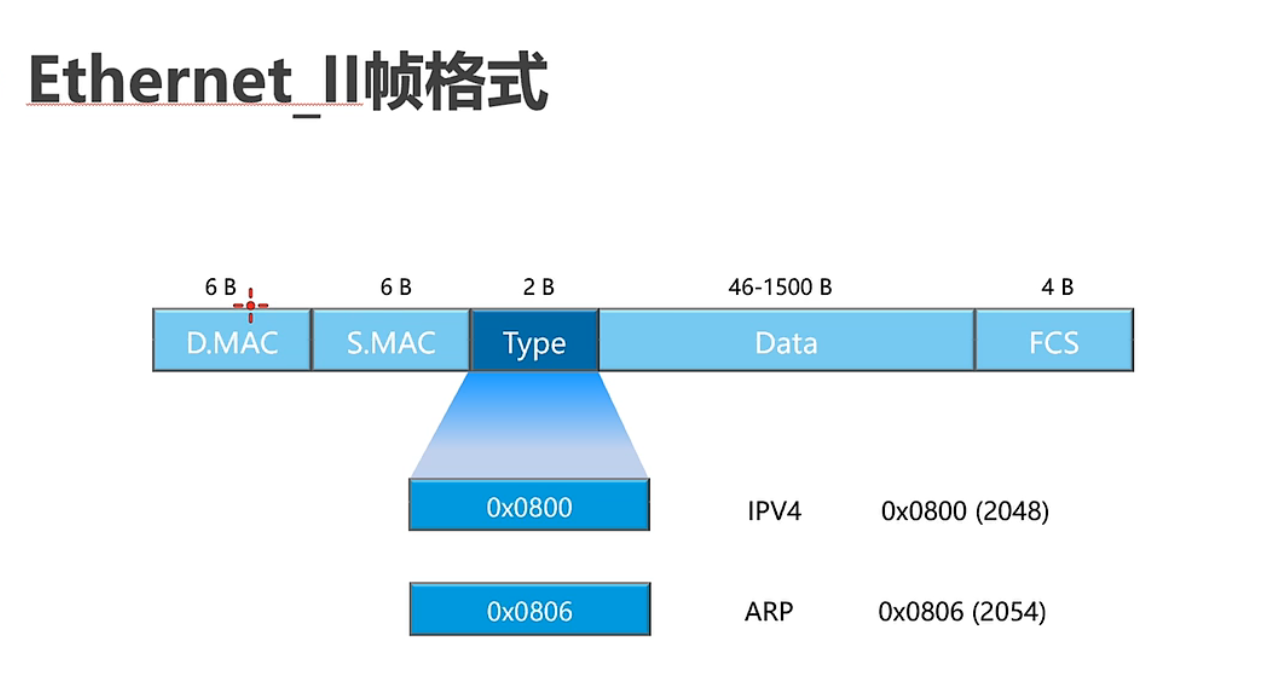 Ethernet_II帧格式
6 B 6 B 2 B 46-1500 B 4 B
D.MAC S.MAC Type Data FCS
0x0800 IPV4 0x0800 (2048)
0x0806 ARP 0x0806 (2054)